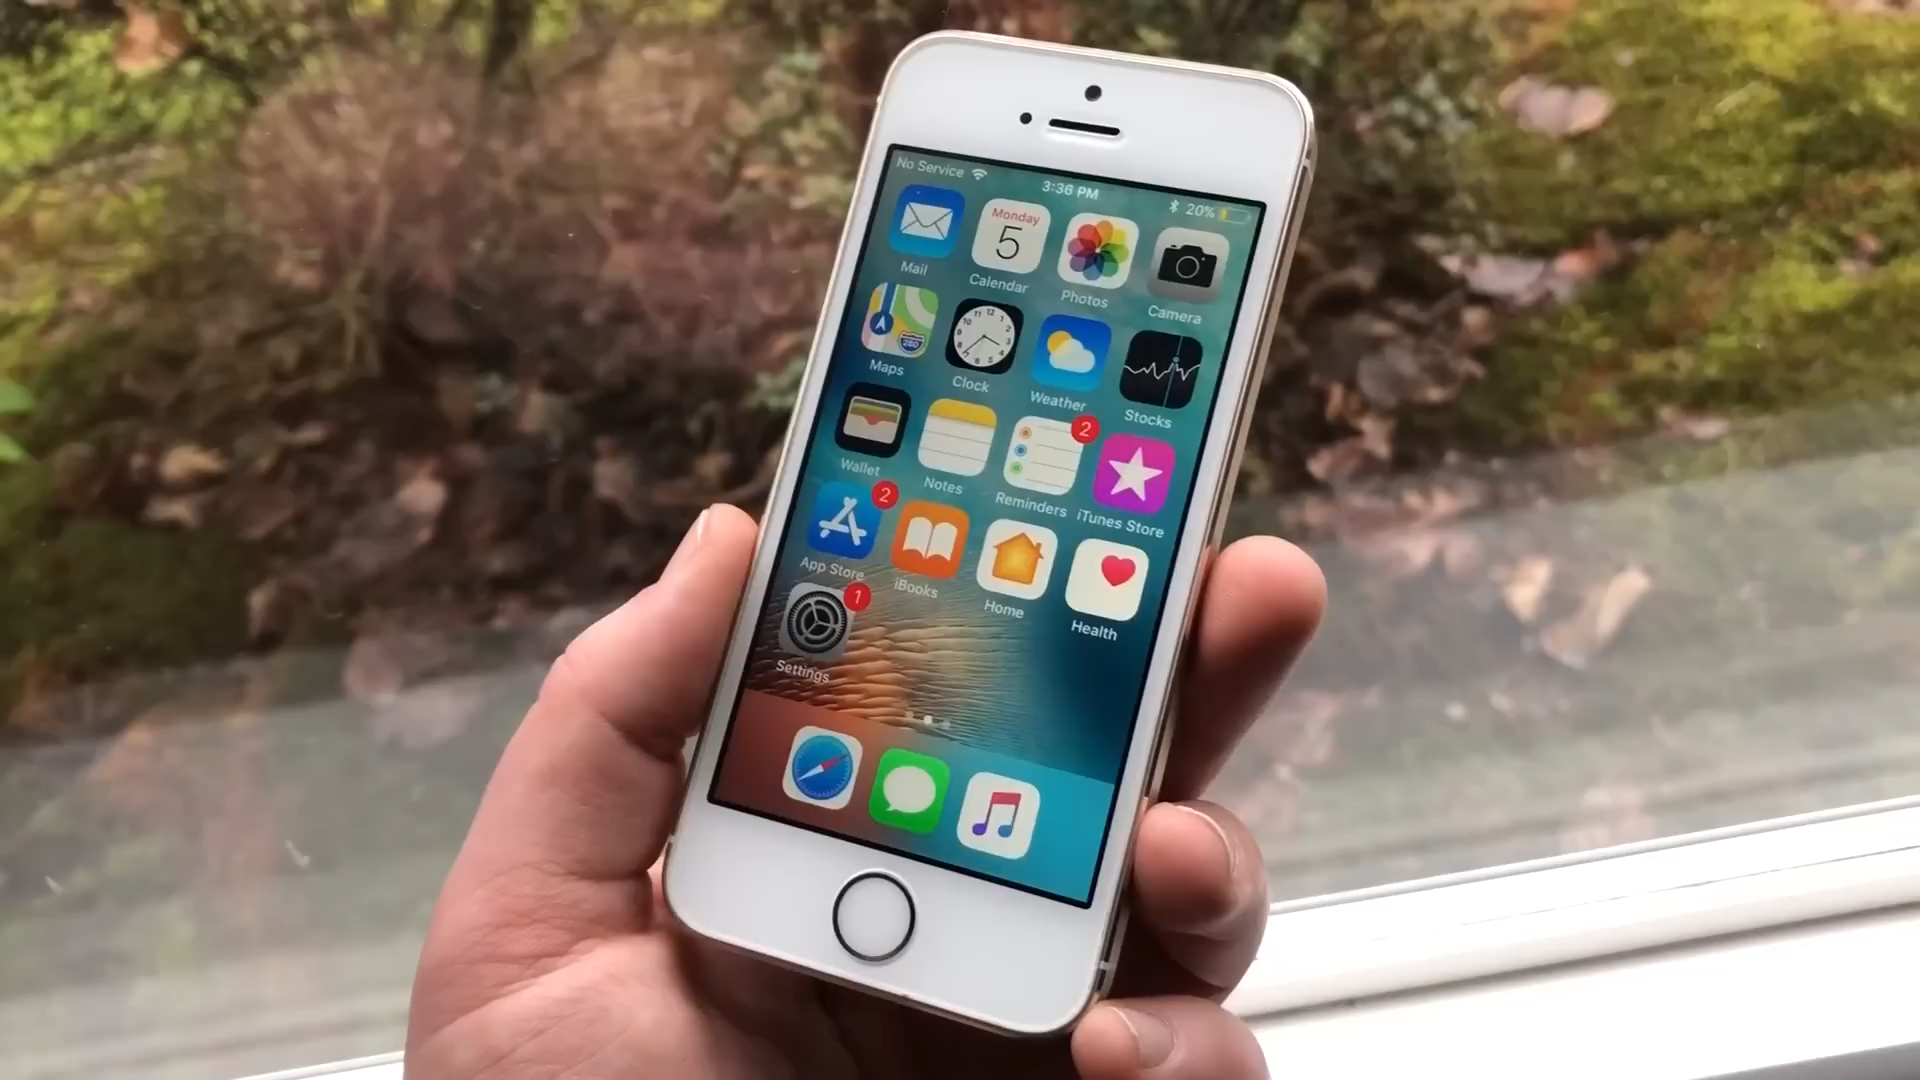 No Service
3:36 PM
20%
Monday
5
Mail
Calendar
Photos
Camera
280
Maps
Clock
Weather
Stocks
2
Wallet
Notes
Reminders
iTunes Store
2
App Store
iBooks
Home
Health
1
Settings